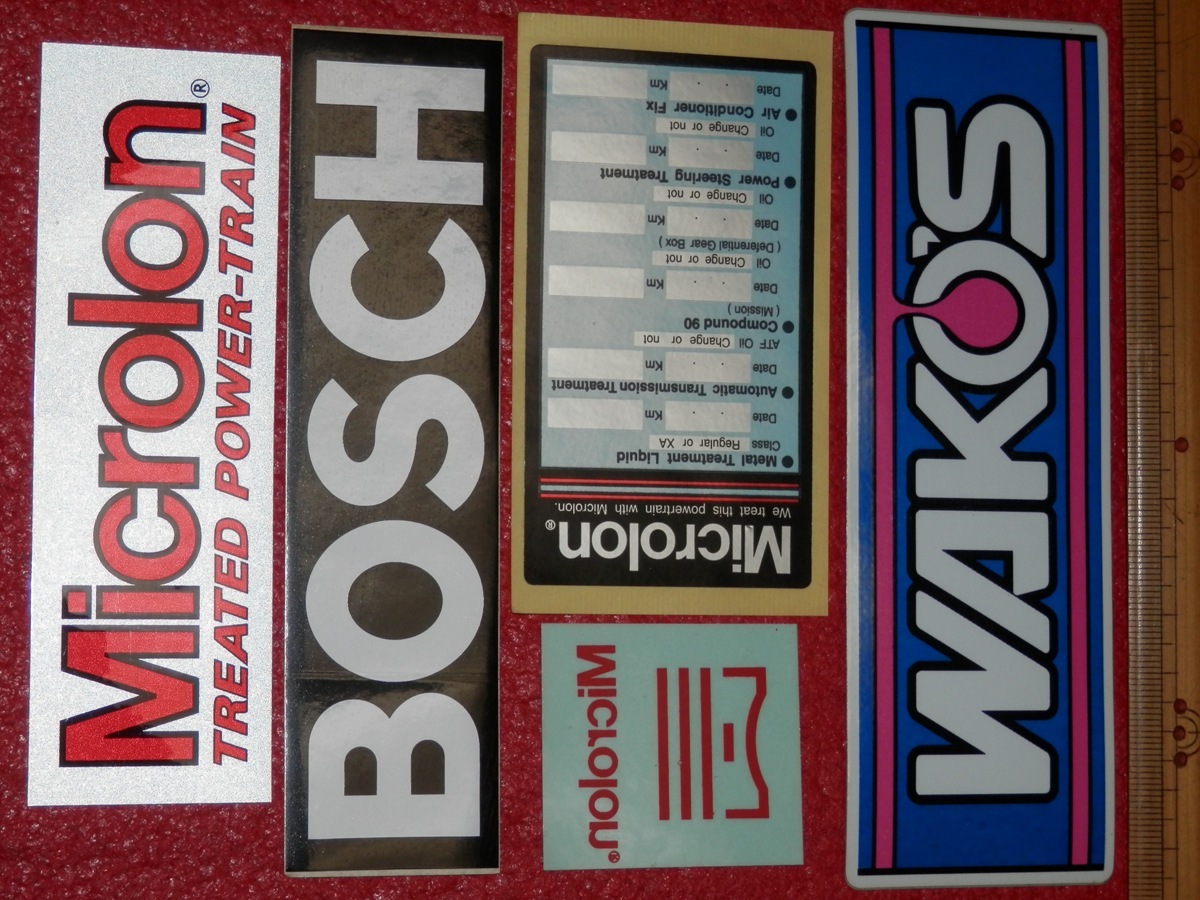 Microlon®
TREATED POWER-TRAIN
BOSCH
Microlon®
We treat this powertrain with Microlon.
● Metal Treatment Liquid
Class Regular or XA
Date . . Km
● Automatic Transmission Treatment
Date . . Km
ATF Oil Change or not
● Compound 90
( Mission )
Date . . Km
Oil Change or not
( Deferential Gear Box )
Date . . Km
Oil Change or not
● Power Steering Treatment
Date . . Km
Oil Change or not
● Air Conditioner Fix
Date . . Km
Microlon®
WAKO'S